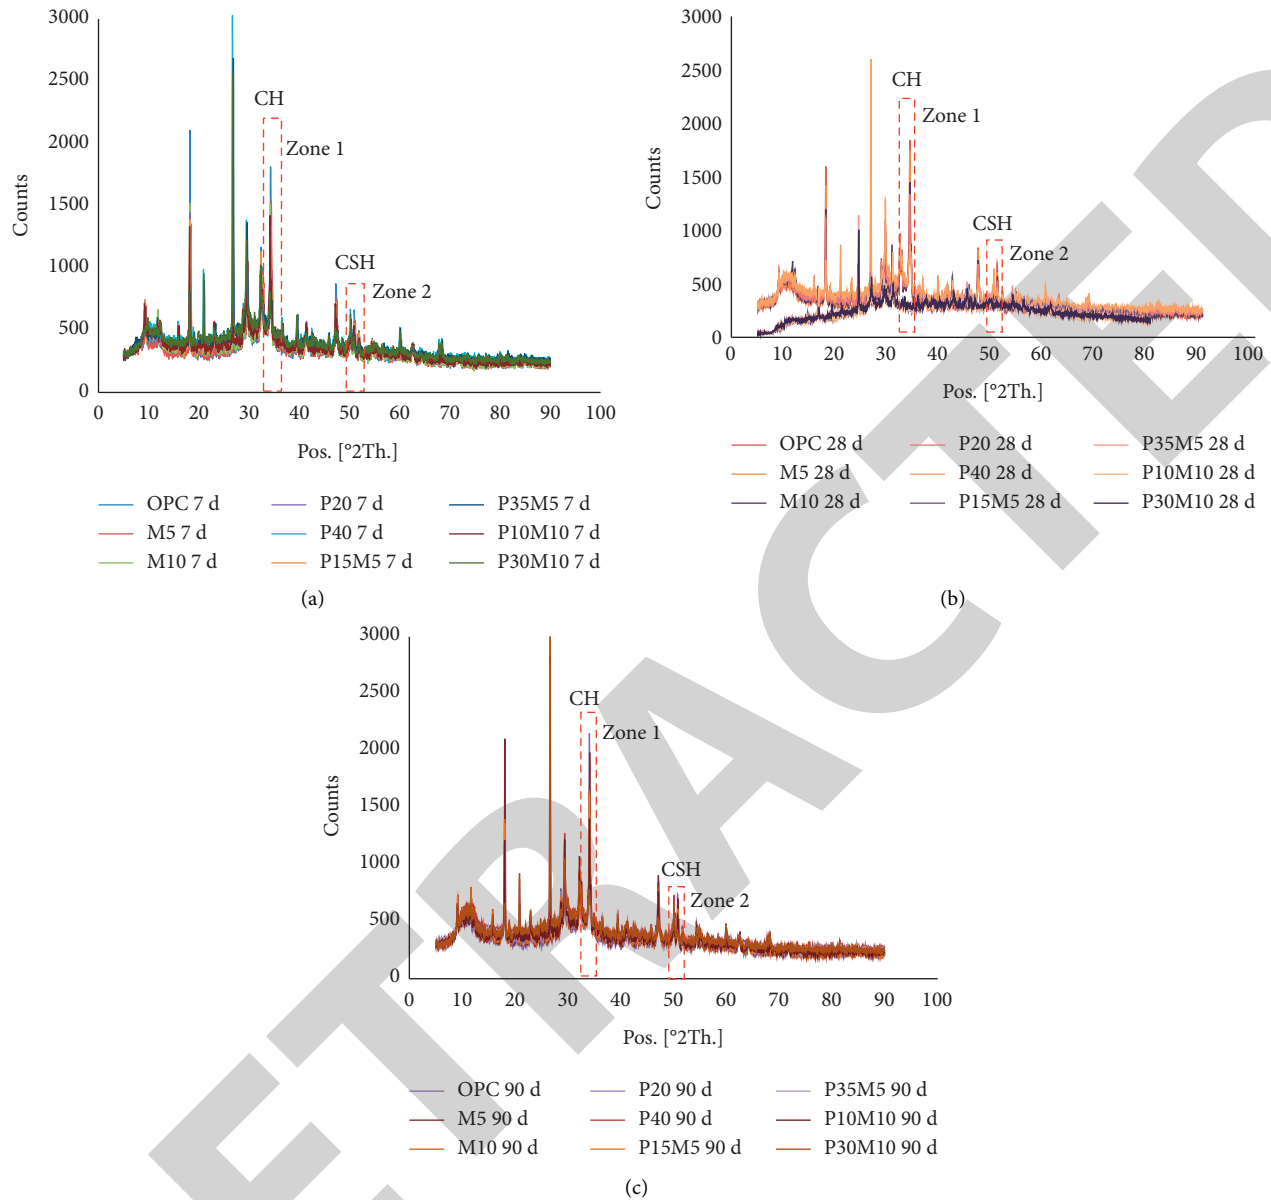 3000
2500
2000
1500
1000
500
0
Counts
CH
Zone 1
CSH
Zone 2
0 10 20 30 40 50 60 70 80 90 100
Pos. [°2Th.]
OPC 7 d P20 7 d P35M5 7 d
M5 7 d P40 7 d P10M10 7 d
M10 7 d P15M5 7 d P30M10 7 d
(a)
3000
2500
2000
1500
1000
500
0
Counts
CH
Zone 1
CSH
Zone 2
0 10 20 30 40 50 60 70 80 90 100
Pos. [°2Th.]
OPC 28 d P20 28 d P35M5 28 d
M5 28 d P40 28 d P10M10 28 d
M10 28 d P15M5 28 d P30M10 28 d
(b)
3000
2500
2000
1500
1000
500
0
Counts
CH
Zone 1
CSH
Zone 2
0 10 20 30 40 50 60 70 80 90 100
Pos. [°2Th.]
OPC 90 d P20 90 d P35M5 90 d
M5 90 d P40 90 d P10M10 90 d
M10 90 d P15M5 90 d P30M10 90 d
(c)
ETRACTED